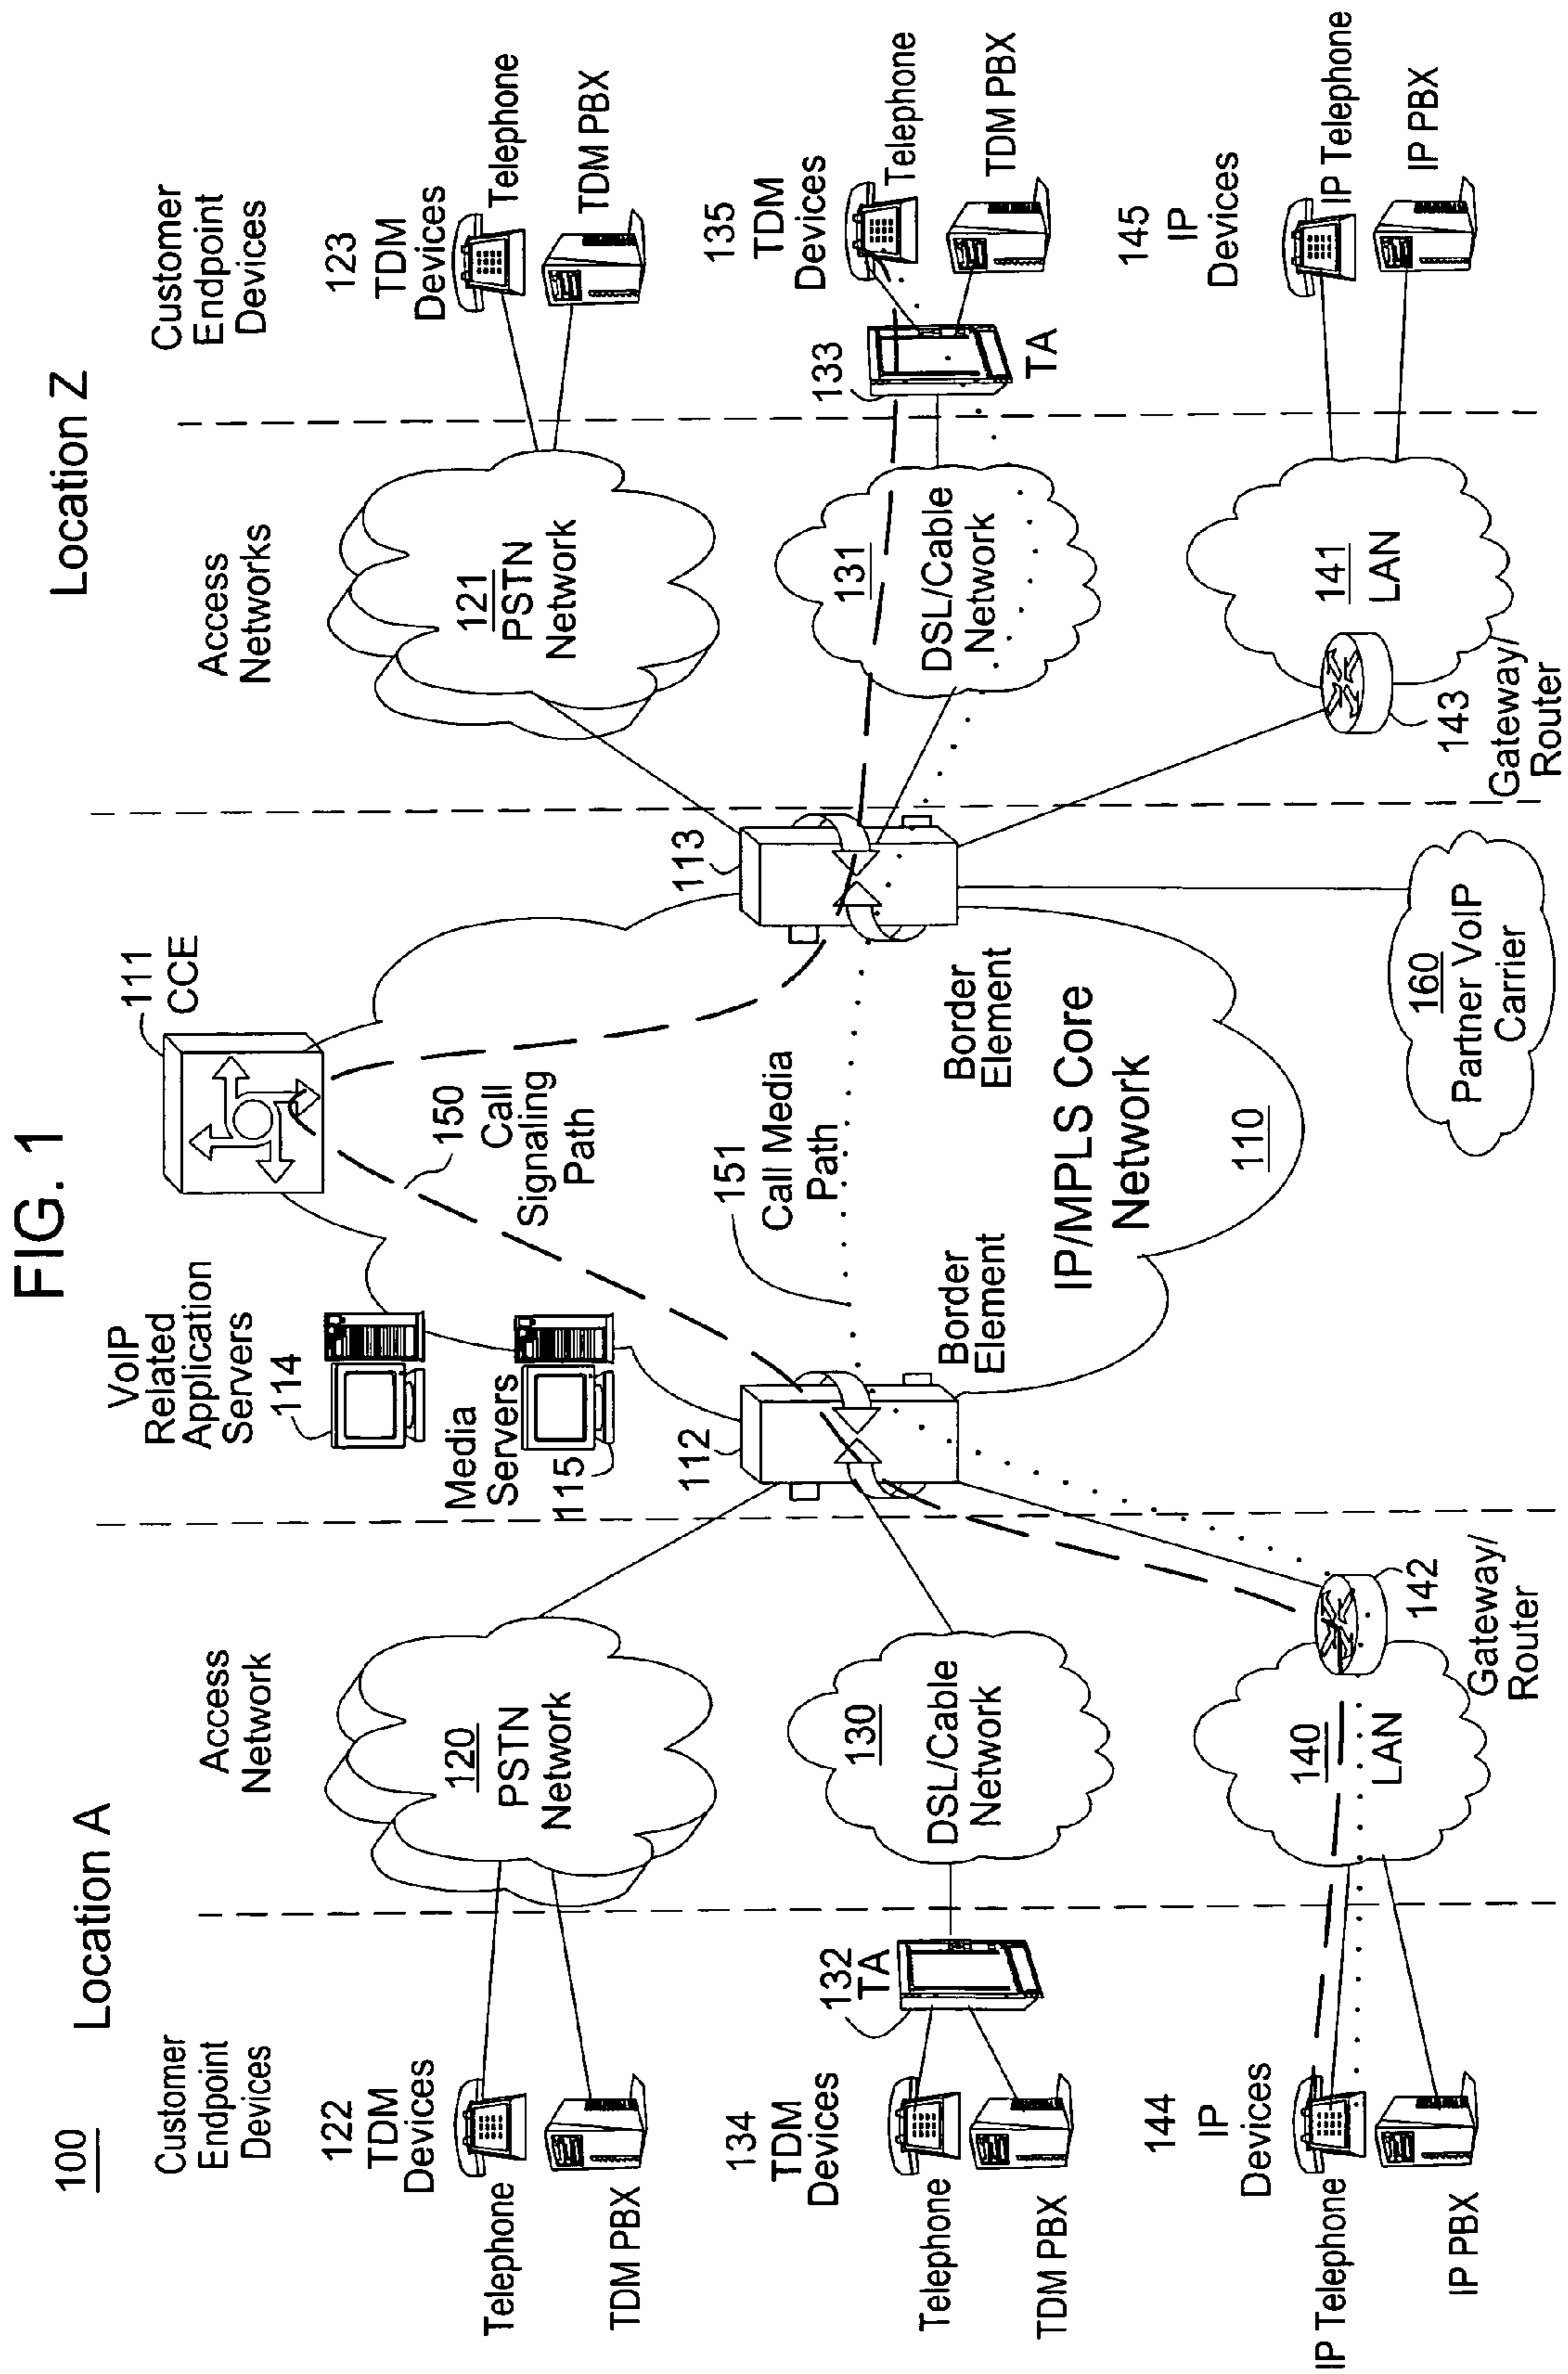 FIG. 1
100
Location A
Location Z
Customer
Endpoint
Devices
Access
Network
VoIP
Related
Application
Servers
114
111
CCE
Access
Networks
Customer
Endpoint
Devices
122
TDM
Devices
Telephone
TDM PBX
120
PSTN
Network
Media
Servers
115
150
Call
Signaling
Path
121
PSTN
Network
123
TDM
Devices
Telephone
TDM PBX
112
151
Call Media
Path
113
134
TDM
Devices
Telephone
TDM PBX
132
TA
130
DSL/Cable
Network
Border
Element
Border
Element
131
DSL/Cable
Network
133
TA
135
TDM
Devices
Telephone
TDM PBX
IP/MPLS Core
Network
110
144
IP
Devices
IP Telephone
IP PBX
140
LAN
142
Gateway/
Router
160
Partner VoIP
Carrier
141
LAN
143
Gateway/
Router
145
IP
Devices
IP Telephone
IP PBX